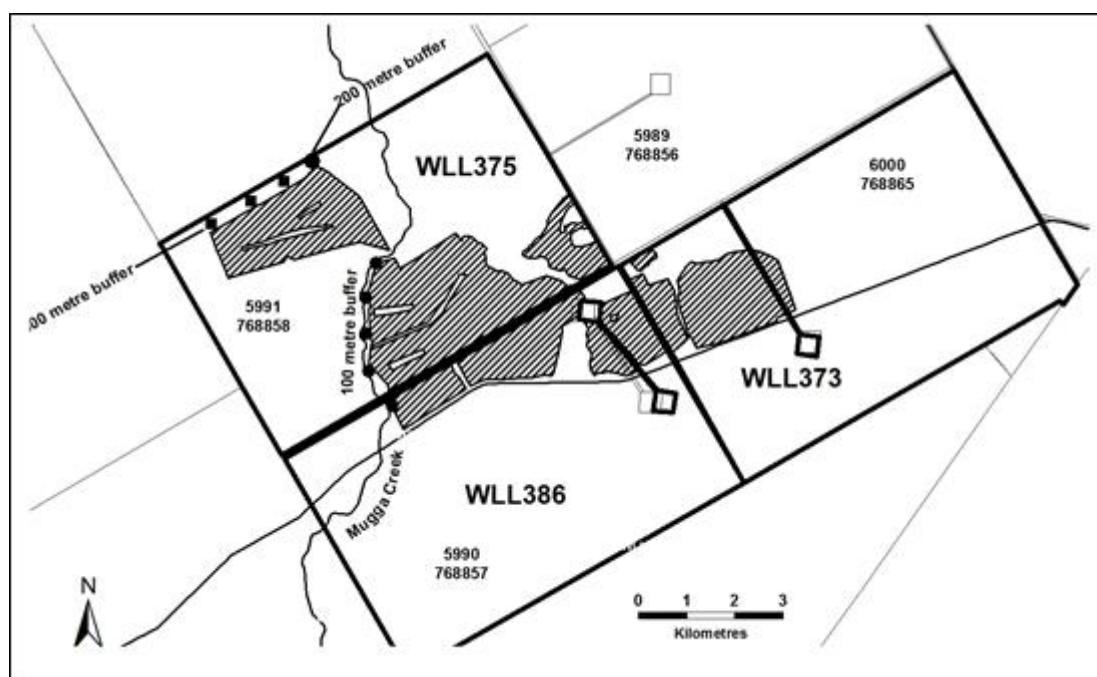 200 metre buffer
WLL375
5989
768856
6000
768865
00 metre buffer
5991
768858
100 metre buffer
WLL373
Mugga Creek
WLL386
5990
768857
N
0 1 2 3
Kilometres